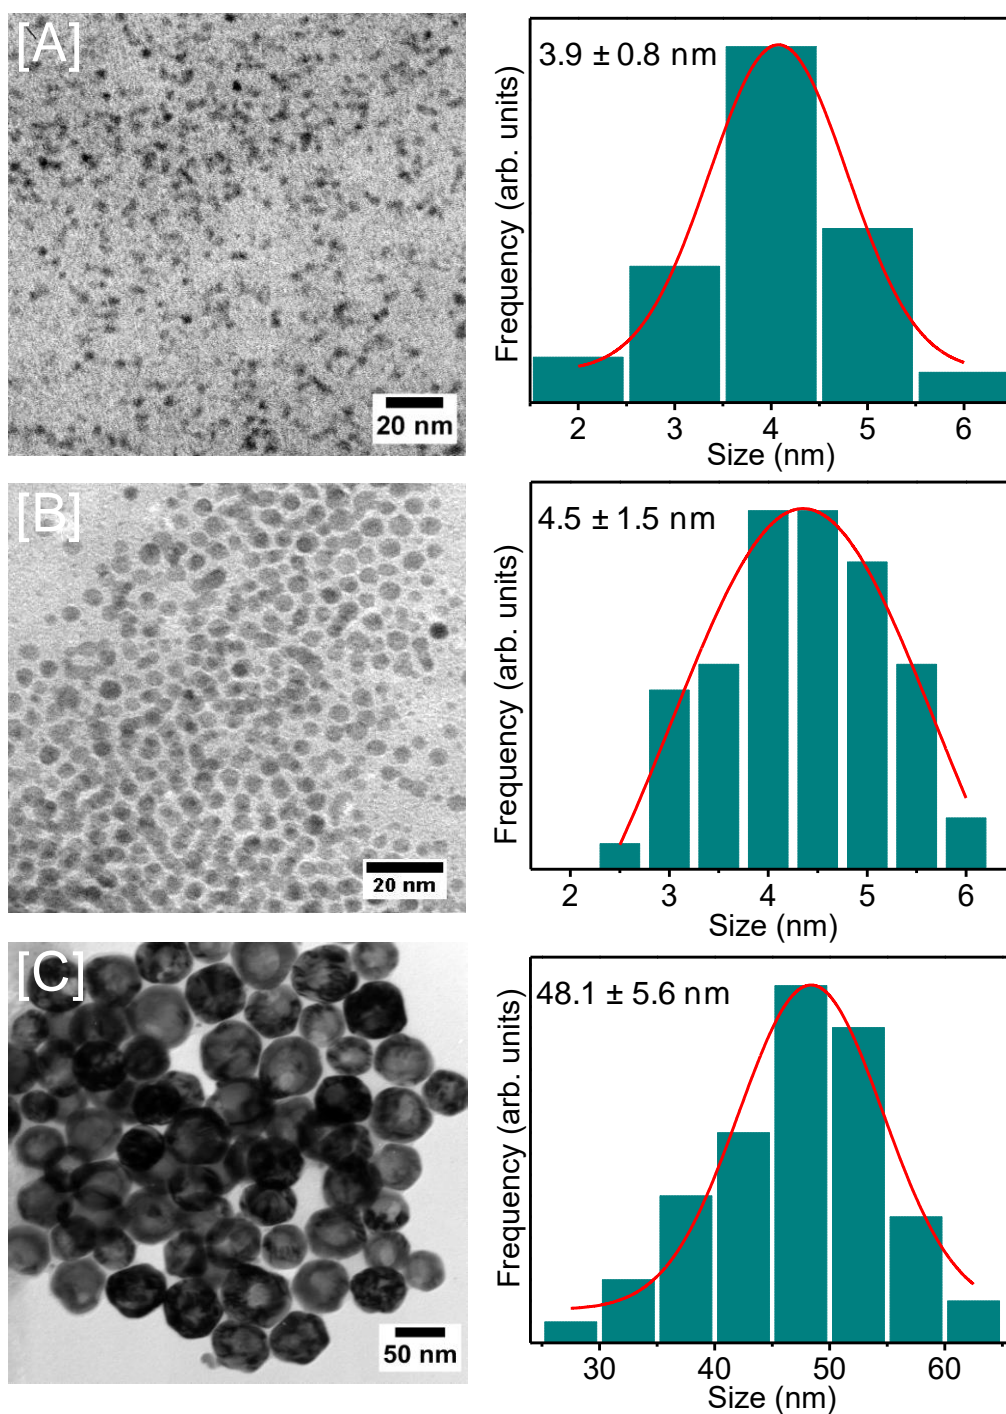 [A]
20 nm
3.9 ± 0.8 nm
Frequency (arb. units)
2 3 4 5 6
Size (nm)
[B]
20 nm
4.5 ± 1.5 nm
Frequency (arb. units)
2 3 4 5 6
Size (nm)
[C]
50 nm
48.1 ± 5.6 nm
Frequency (arb. units)
30 40 50 60
Size (nm)